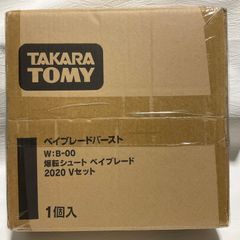 TAKARA
TOMY
ベイブレードバースト
W:B-00
爆転シュート ベイブレード
2020 Vセット
1個入